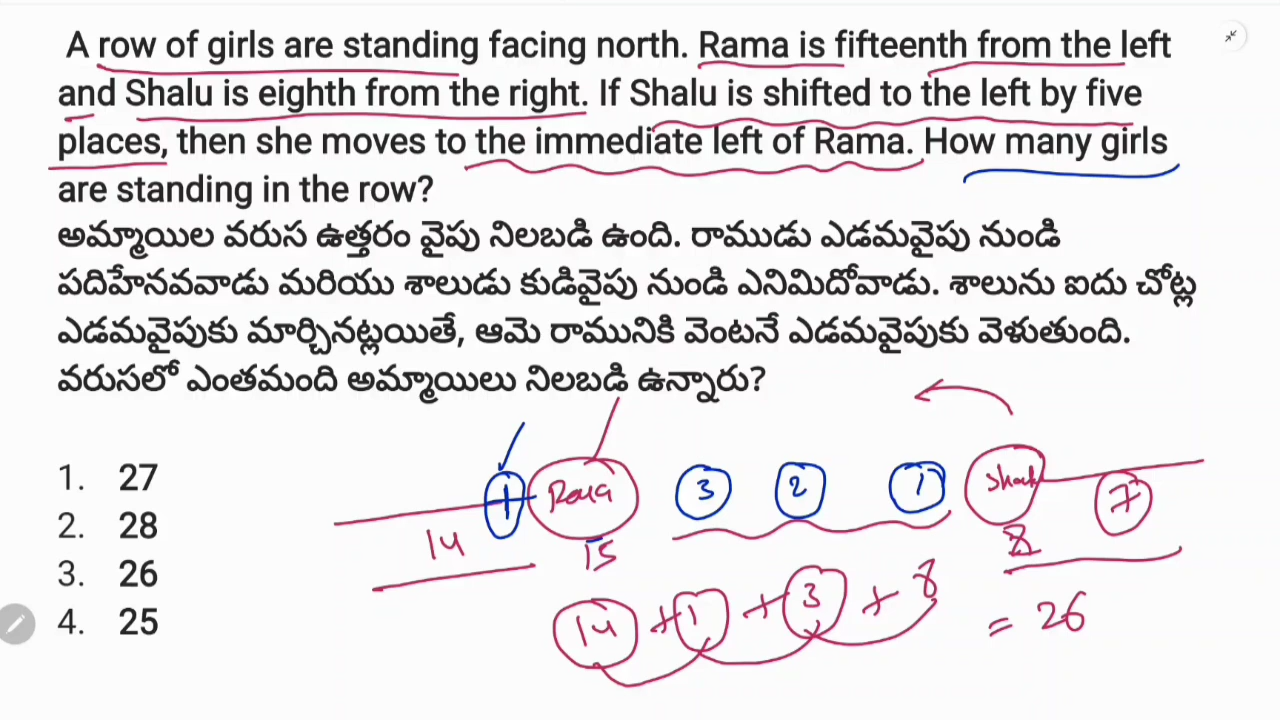 A row of girls are standing facing north. Rama is fifteenth from the left
and Shalu is eighth from the right. If Shalu is shifted to the left by five
places, then she moves to the immediate left of Rama. How many girls
are standing in the row?
అమ్మాయిల వరుస ఉత్తరం వైపు నిలబడి ఉంది. రాముడు ఎడమవైపు నుండి
పదిహేనవవాడు మరియు శాలుడు కుడివైపు నుండి ఎనిమిదోవాడు. శాలును ఐదు చోట్ల
ఎడమవైపుకు మార్చినట్లయితే, ఆమె రామునికి వెంటనే ఎడమవైపుకు వెళుతుంది.
వరుసలో ఎంతమంది అమ్మాయిలు నిలబడి ఉన్నారు?
1. 27
2. 28
3. 26
4. 25
1 Rama 3 2 1 7
14 15 8
14 + 1 + 3 + 8 = 26